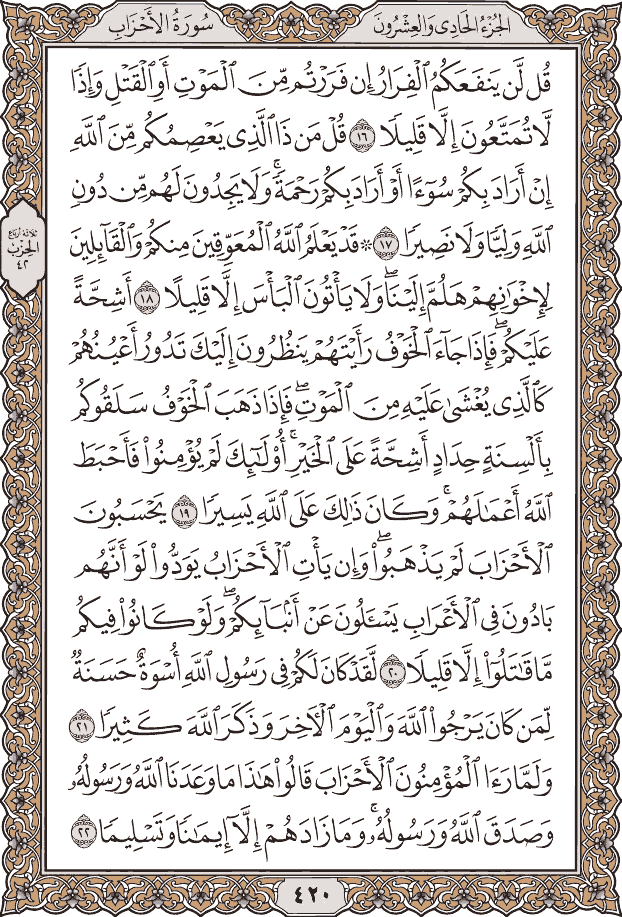 الجُزْءُ الحَادِي وَالعِشْرُونَ
سُورَةُ الأَحْزَابِ
قُل لَّن يَنفَعَكُمُ ٱلْفِرَارُ إِن فَرَرْتُم مِّنَ ٱلْمَوْتِ أَوِ ٱلْقَتْلِ وَإِذًا
لَّا تُمَتَّعُونَ إِلَّا قَلِيلًا ١٦ قُلْ مَن ذَا ٱلَّذِى يَعْصِمُكُم مِّنَ ٱللَّهِ
إِنْ أَرَادَ بِكُمْ سُوٓءًا أَوْ أَرَادَ بِكُمْ رَحْمَةً ۚ وَلَا يَجِدُونَ لَهُم مِّن دُونِ
ٱللَّهِ وَلِيًّا وَلَا نَصِيرًا ١٧ ۞ قَدْ يَعْلَمُ ٱللَّهُ ٱلْمُعَوِّقِينَ مِنكُمْ وَٱلْقَآئِلِينَ
لِإِخْوَٰنِهِمْ هَلُمَّ إِلَيْنَا ۖ وَلَا يَأْتُونَ ٱلْبَأْسَ إِلَّا قَلِيلًا ١٨ أَشِحَّةً
عَلَيْكُمْ ۖ فَإِذَا جَآءَ ٱلْخَوْفُ رَأَيْتَهُمْ يَنظُرُونَ إِلَيْكَ تَدُورُ أَعْيُنُهُمْ
كَٱلَّذِى يُغْشَىٰ عَلَيْهِ مِنَ ٱلْمَوْتِ ۖ فَإِذَا ذَهَبَ ٱلْخَوْفُ سَلَقُوكُم
بِأَلْسِنَةٍ حِدَادٍ أَشِحَّةً عَلَى ٱلْخَيْرِ ۚ أُو۟لَٰٓئِكَ لَمْ يُؤْمِنُوا۟ فَأَحْبَطَ
ٱللَّهُ أَعْمَٰلَهُمْ ۚ وَكَانَ ذَٰلِكَ عَلَى ٱللَّهِ يَسِيرًا ١٩ يَحْسَبُونَ
ٱلْأَحْزَابَ لَمْ يَذْهَبُوا۟ ۖ وَإِن يَأْتِ ٱلْأَحْزَابُ يَوَدُّوا۟ لَوْ أَنَّهُم
بَادُونَ فِى ٱلْأَعْرَابِ يَسْـَٔلُونَ عَنْ أَنۢبَآئِكُمْ ۖ وَلَوْ كَانُوا۟ فِيكُم
مَّا قَٰتَلُوٓا۟ إِلَّا قَلِيلًا ٢٠ لَّقَدْ كَانَ لَكُمْ فِى رَسُولِ ٱللَّهِ أُسْوَةٌ حَسَنَةٌ
لِّمَن كَانَ يَرْجُوا۟ ٱللَّهَ وَٱلْيَوْمَ ٱلْءَاخِرَ وَذَكَرَ ٱللَّهَ كَثِيرًا ٢١
وَلَمَّا رَءَا ٱلْمُؤْمِنُونَ ٱلْأَحْزَابَ قَالُوا۟ هَٰذَا مَا وَعَدَنَا ٱللَّهُ وَرَسُولُهُۥ
وَصَدَقَ ٱللَّهُ وَرَسُولُهُۥ ۚ وَمَا زَادَهُمْ إِلَّآ إِيمَٰنًا وَتَسْلِيمًا ٢٢
ثلاثة أرباع
الحزب
٤٢
٤٢٠